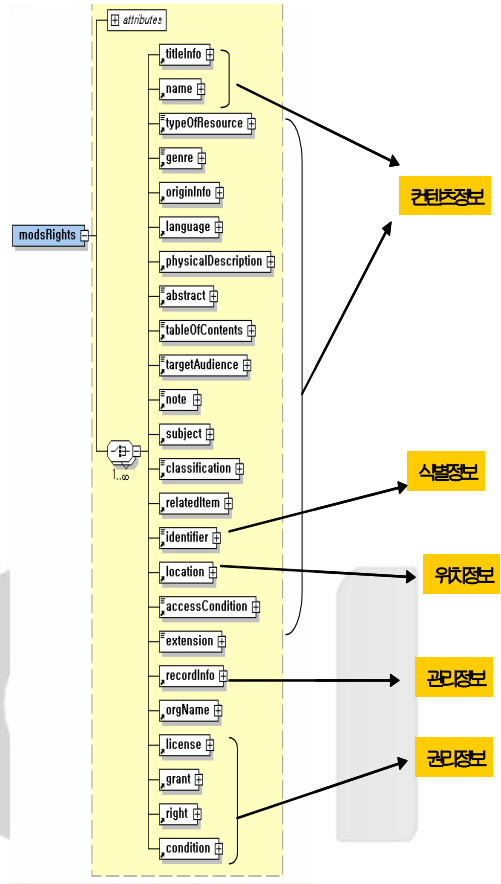 attributes
titleInfo
name
typeOfResource
genre
originInfo
language
modsRights
physicalDescription
abstract
tableOfContents
targetAudience
note
subject
classification
1..∞
relatedItem
identifier
location
accessCondition
extension
recordInfo
orgName
license
grant
right
condition
컨텐츠정보
식별정보
위치정보
관리정보
권리정보